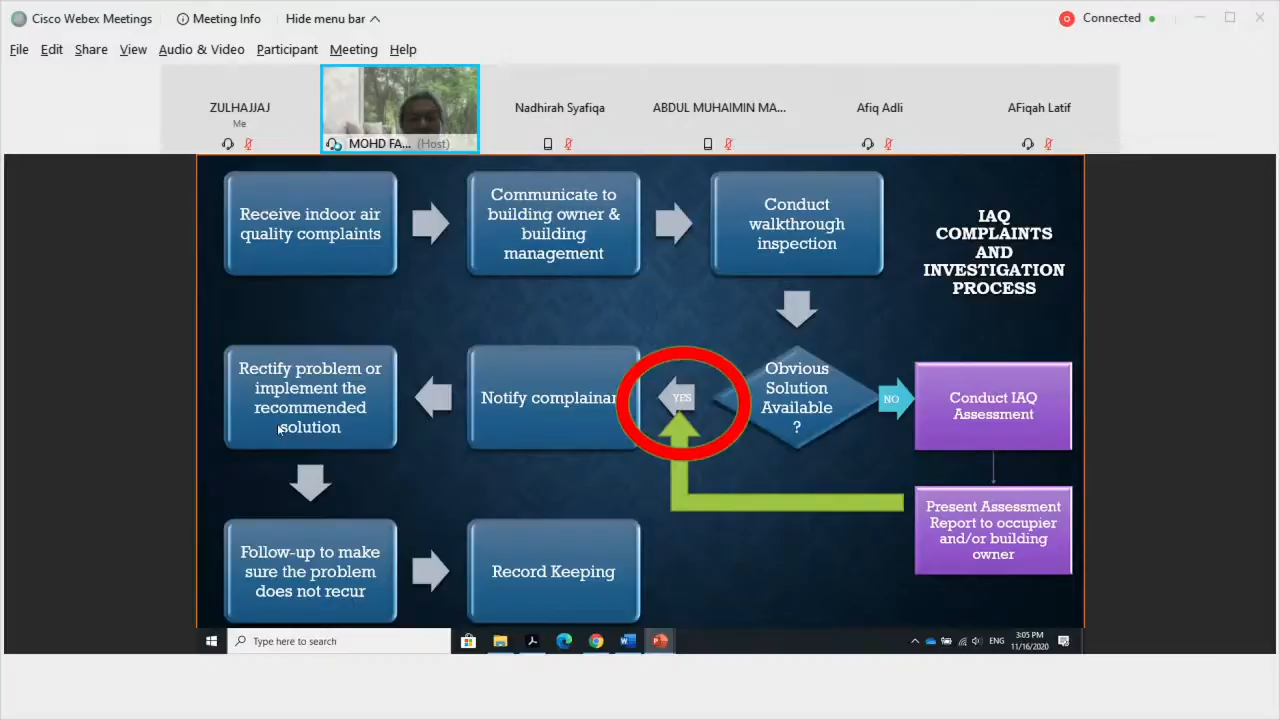 Cisco Webex Meetings
Meeting Info
Hide menu bar
Connected
File Edit Share View Audio & Video Participant Meeting Help
ZULHAJJAJ
Me
MOHD FA... (Host)
Nadhirah Syafiqa
ABDUL MUHAIMIN MA...
Afiq Adli
AFiqah Latif
Receive indoor air
quality complaints
Communicate to
building owner &
building
management
Conduct
walkthrough
inspection
IAQ
COMPLAINTS
AND
INVESTIGATION
PROCESS
Obvious
Solution
Available
?
NO
Conduct IAQ
Assessment
Present Assessment
Report to occupier
and/or building
owner
YES
Notify complainan
Rectify problem or
implement the
recommended
solution
Follow-up to make
sure the problem
does not recur
Record Keeping
Type here to search
ENG
3:05 PM
11/16/2020